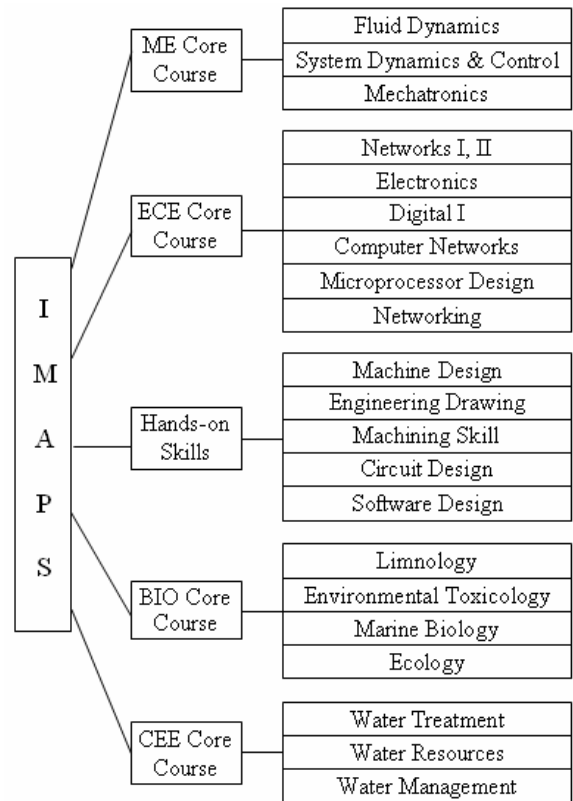 I
M
A
P
S
ME Core
Course
Fluid Dynamics
System Dynamics & Control
Mechatronics
ECE Core
Course
Networks I, II
Electronics
Digital I
Computer Networks
Microprocessor Design
Networking
Hands-on
Skills
Machine Design
Engineering Drawing
Machining Skill
Circuit Design
Software Design
BIO Core
Course
Limnology
Environmental Toxicology
Marine Biology
Ecology
CEE Core
Course
Water Treatment
Water Resources
Water Management